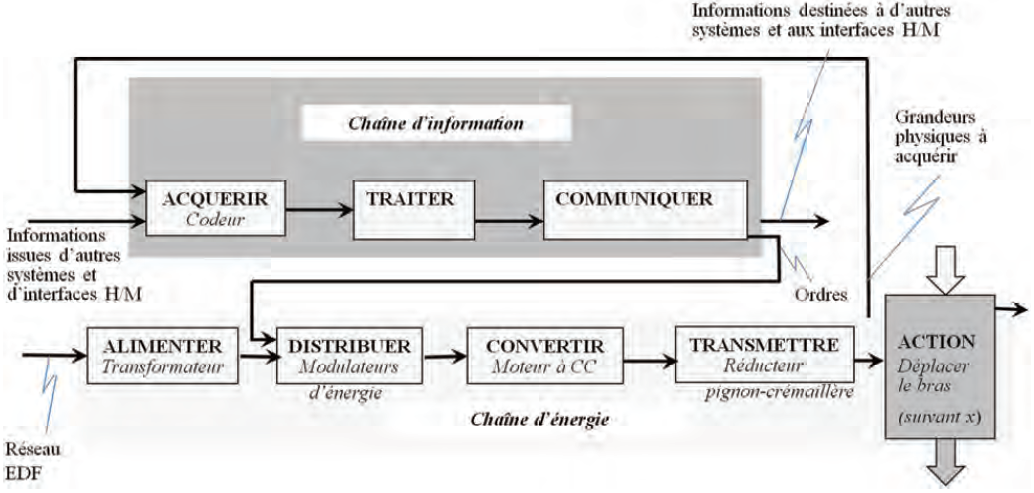 Informations destinées à d'autres
systèmes et aux interfaces H/M
Chaîne d'information
Grandeurs
physiques à
acquérir
ACQUERIR
Codeur
TRAITER
COMMUNIQUER
Informations
issues d'autres
systèmes et
d'interfaces H/M
Ordres
ALIMENTER
Transformateur
DISTRIBUER
Modulateurs
d'énergie
CONVERTIR
Moteur à CC
TRANSMETTRE
Réducteur
pignon-crémaillère
ACTION
Déplacer
le bras
(suivant x)
Chaîne d'énergie
Réseau
EDF